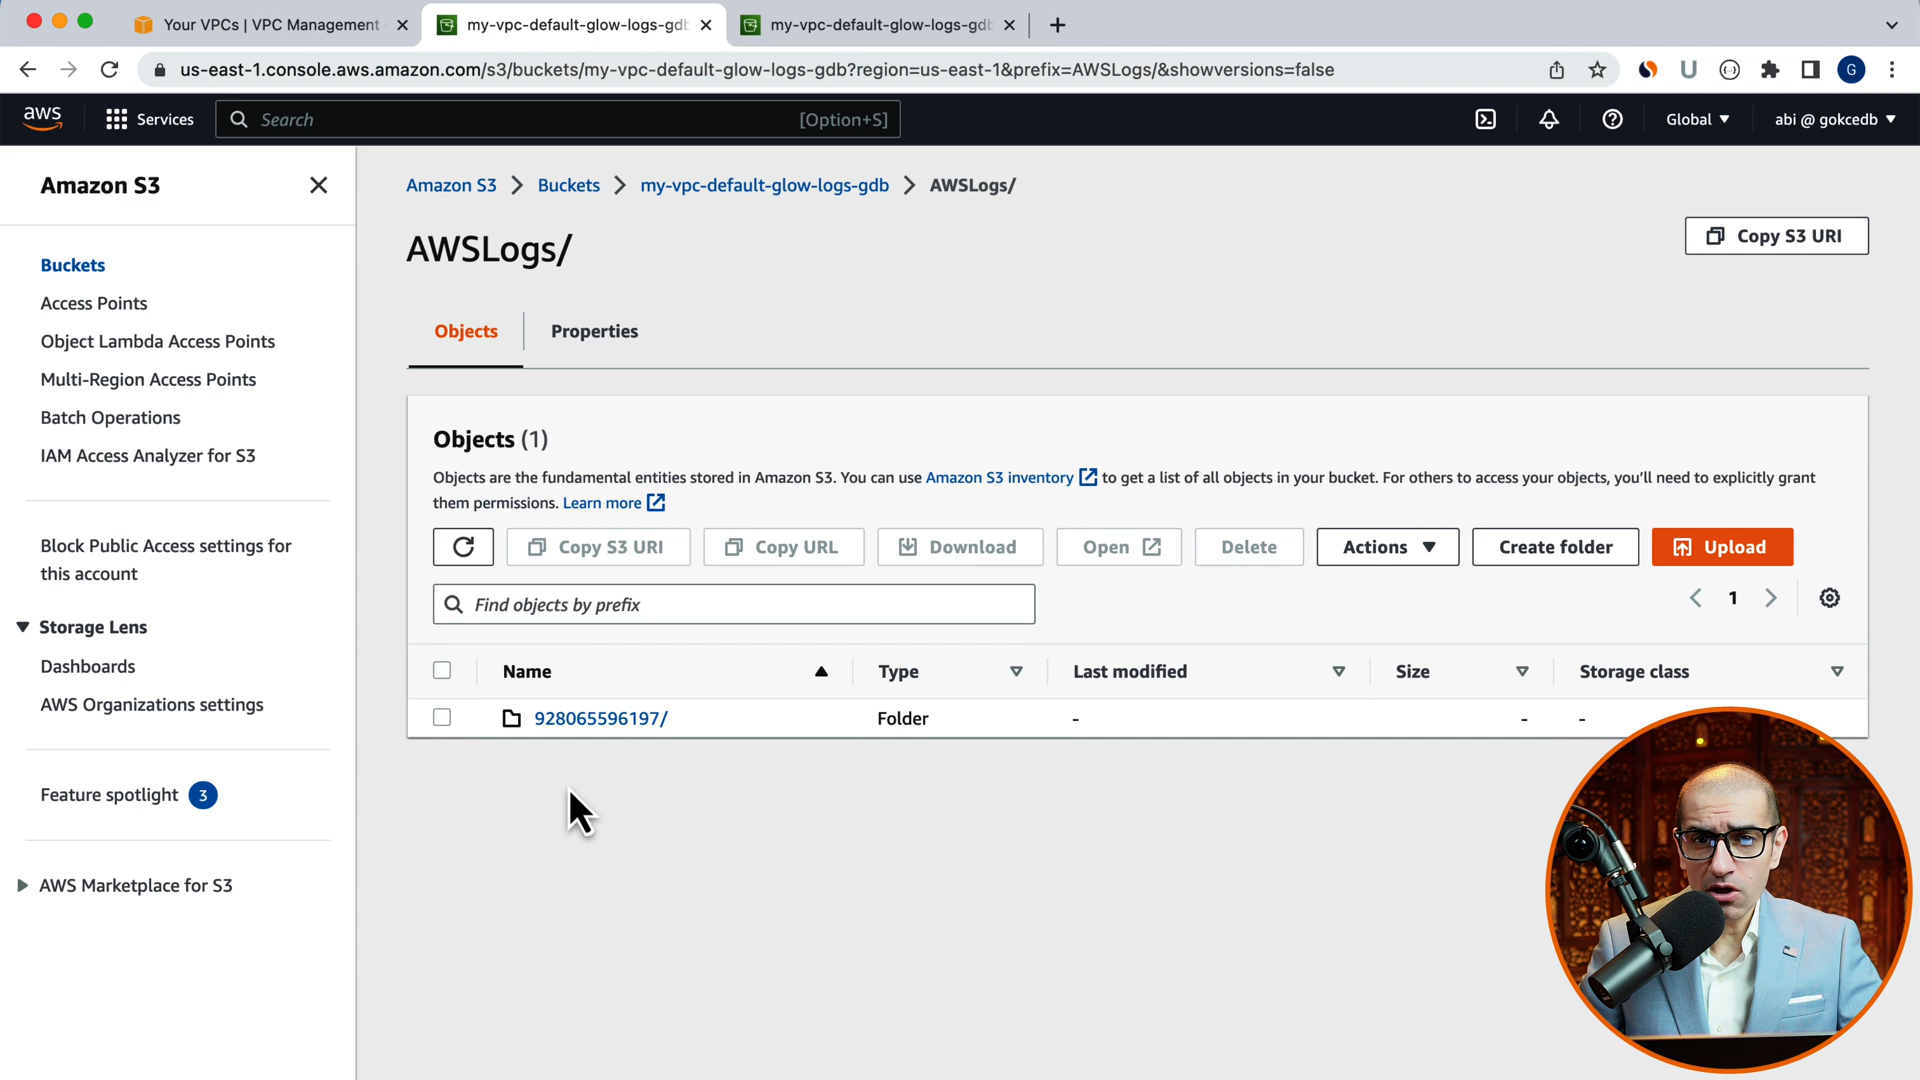 Your VPCs | VPC Management
my-vpc-default-glow-logs-gdb
my-vpc-default-glow-logs-gdb
us-east-1.console.aws.amazon.com/s3/buckets/my-vpc-default-glow-logs-gdb?region=us-east-1&prefix=AWSLogs/&showversions=false
G
aws
Services
Search
[Option+S]
Global
abi @ gokcedb
Amazon S3
Buckets
Access Points
Object Lambda Access Points
Multi-Region Access Points
Batch Operations
IAM Access Analyzer for S3
Block Public Access settings for
this account
Storage Lens
Dashboards
AWS Organizations settings
Feature spotlight 3
AWS Marketplace for S3
Amazon S3 > Buckets > my-vpc-default-glow-logs-gdb > AWSLogs/
AWSLogs/
Copy S3 URI
Objects
Properties
Objects (1)
Objects are the fundamental entities stored in Amazon S3. You can use Amazon S3 inventory to get a list of all objects in your bucket. For others to access your objects, you'll need to explicitly grant
them permissions. Learn more
Copy S3 URI
Copy URL
Download
Open
Delete
Actions
Create folder
Upload
Find objects by prefix
1
Name
Type
Last modified
Size
Storage class
928065596197/
Folder
-
-
-